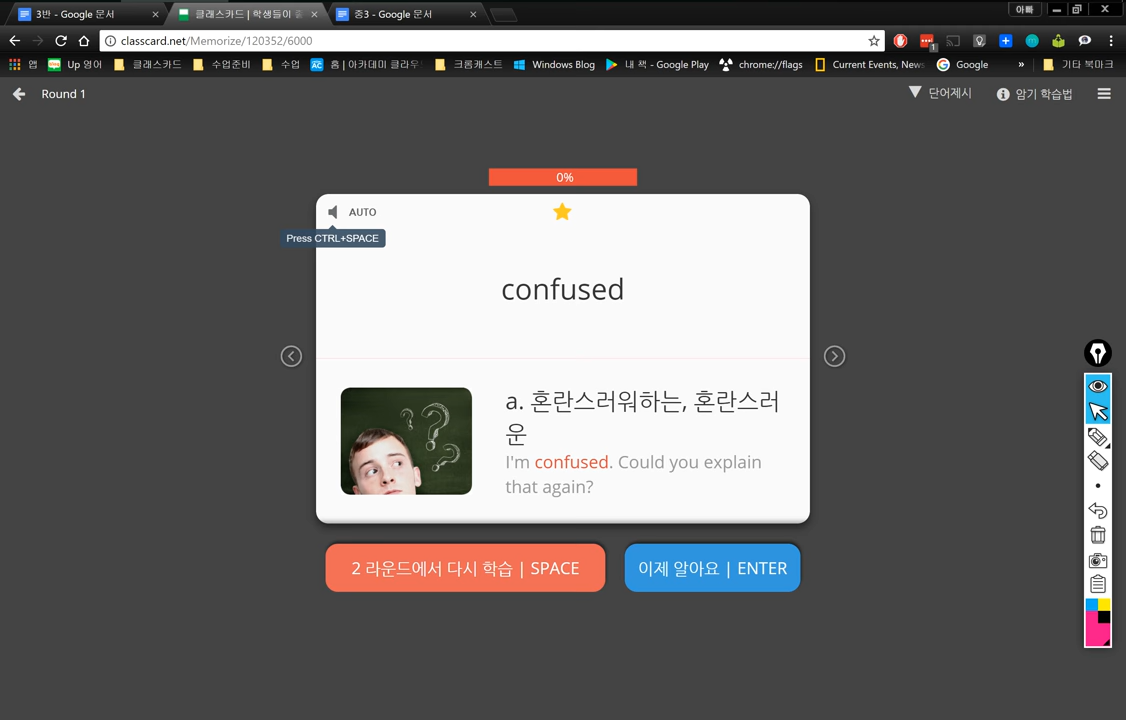 3반 - Google 문서
클래스카드 | 학생들이 즐
중3 - Google 문서
아빠
classcard.net/Memorize/120352/6000
1
앱
Up 영어
클래스카드
수업준비
수업
홈 | 아카데미 클라우
크롬캐스트
Windows Blog
내 책 - Google Play
chrome://flags
Current Events, News
Google
»
기타 북마크
Round 1
▼ 단어제시
암기 학습법
0%
AUTO
Press CTRL+SPACE
confused
a. 혼란스러워하는, 혼란스러
운
I'm confused. Could you explain
that again?
2 라운드에서 다시 학습 | SPACE
이제 알아요 | ENTER